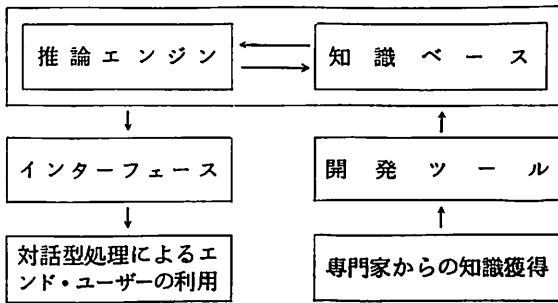 推論エンジン
知識ベース
インターフェース
開発ツール
対話型処理によるエ
ンド・ユーザーの利用
専門家からの知識獲得